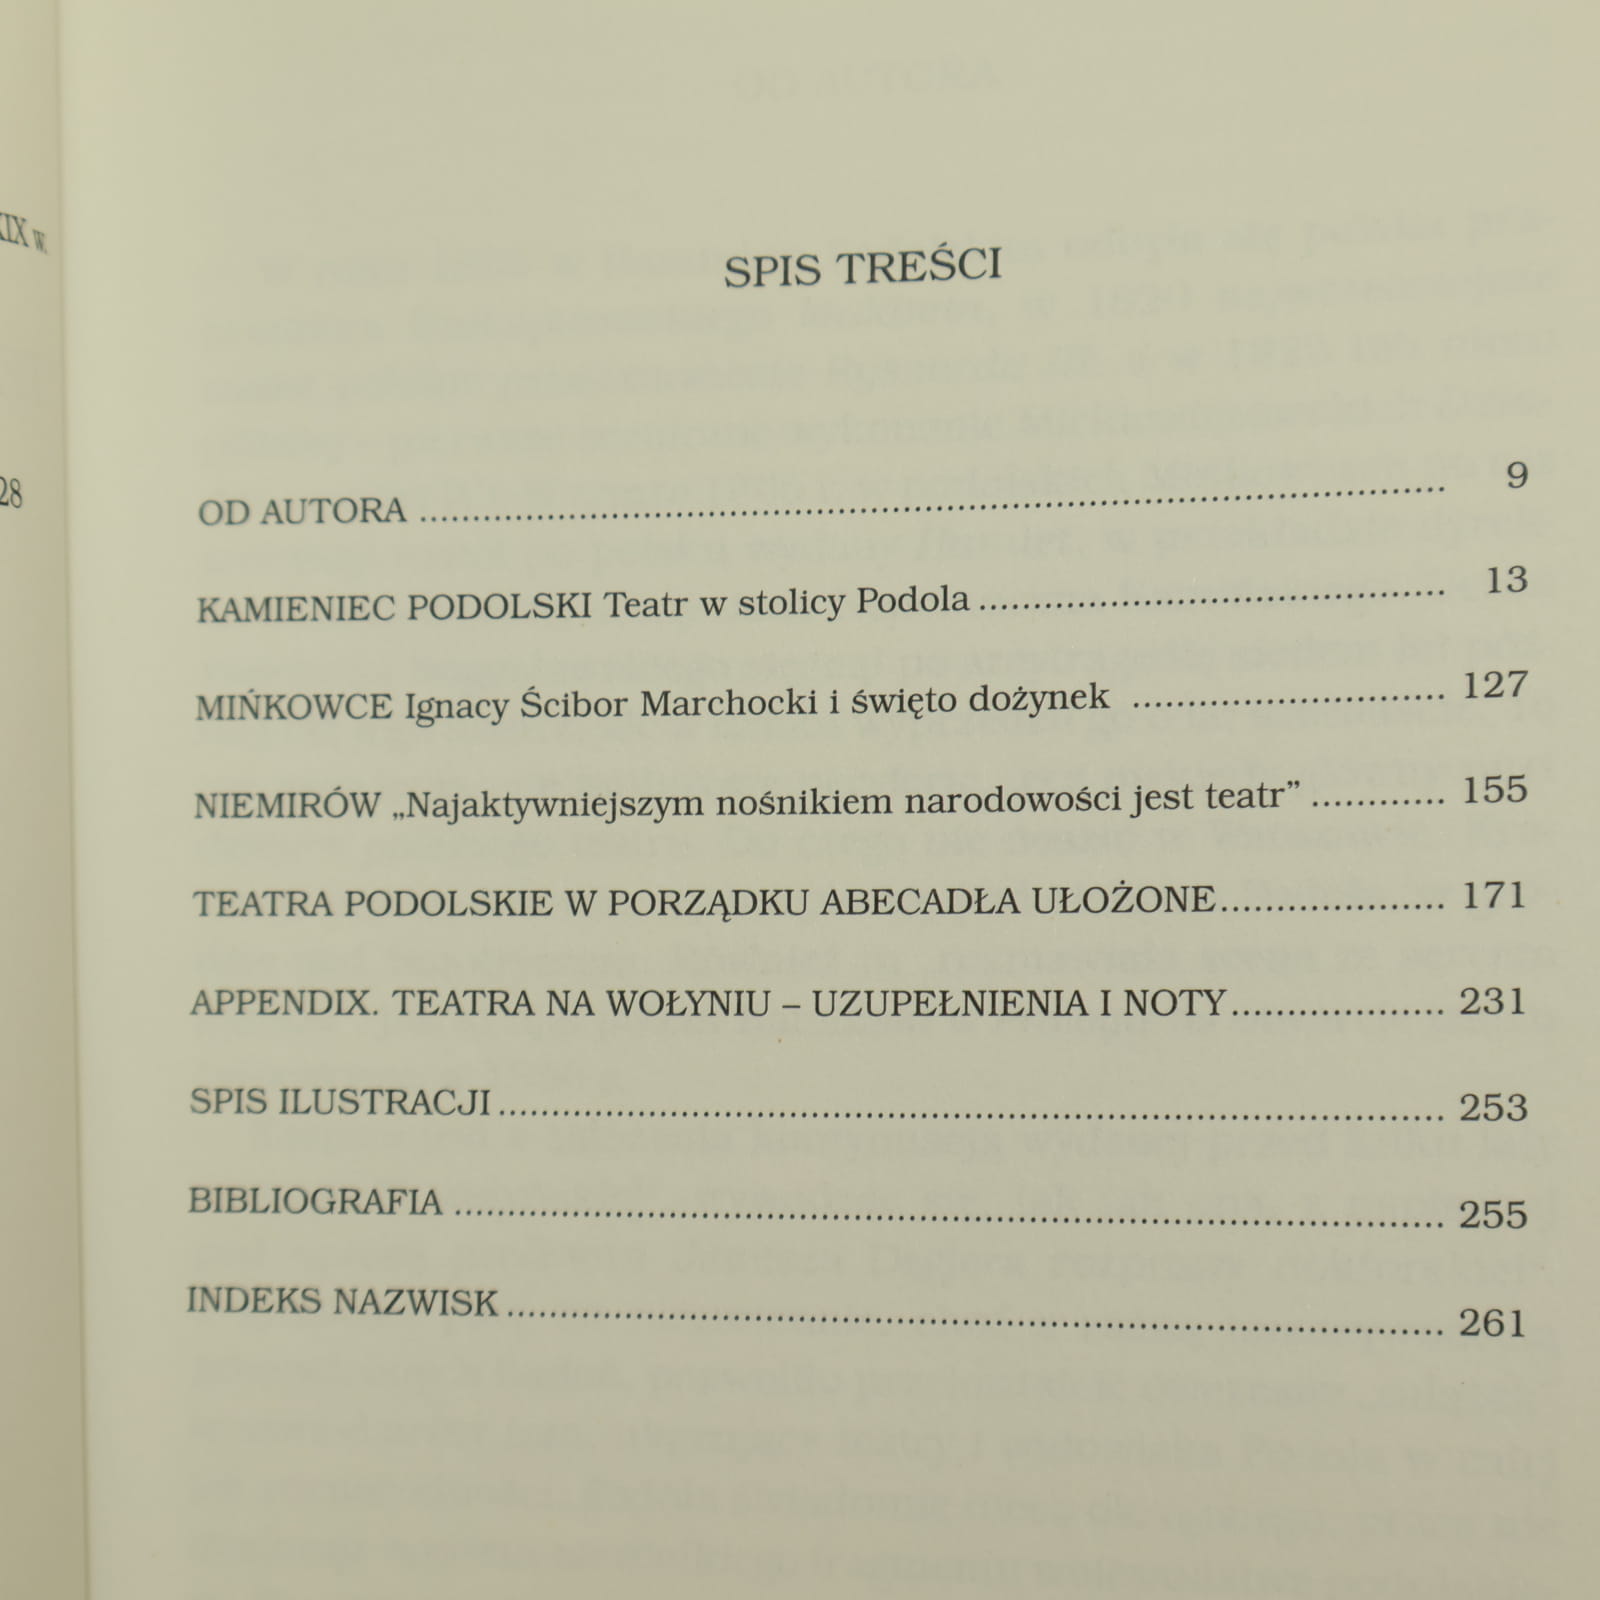 XIX w.
28
SPIS TREŚCI
OD AUTORA ........ 9
KAMIENIEC PODOLSKI Teatr w stolicy Podola ........ 13
MIŃKOWCE Ignacy Ścibor Marchocki i święto dożynek ........ 127
NIEMIRÓW „Najaktywniejszym nośnikiem narodowości jest teatr” ........ 155
TEATRA PODOLSKIE W PORZĄDKU ABECADŁA UŁOŻONE ........ 171
APPENDIX. TEATRA NA WOŁYNIU – UZUPEŁNIENIA I NOTY ........ 231
SPIS ILUSTRACJI ........ 253
BIBLIOGRAFIA ........ 255
INDEKS NAZWISK ........ 261